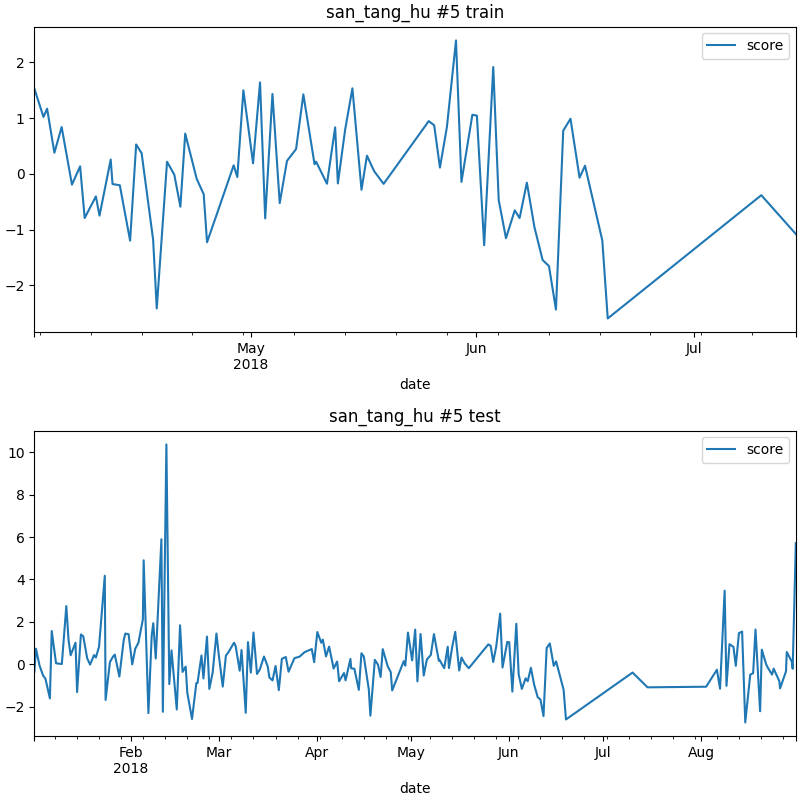 san_tang_hu #5 train
score
2
1
0
−1
−2
May
2018
Jun
Jul
date
san_tang_hu #5 test
score
10
8
6
4
2
0
−2
Feb
2018
Mar
Apr
May
Jun
Jul
Aug
date